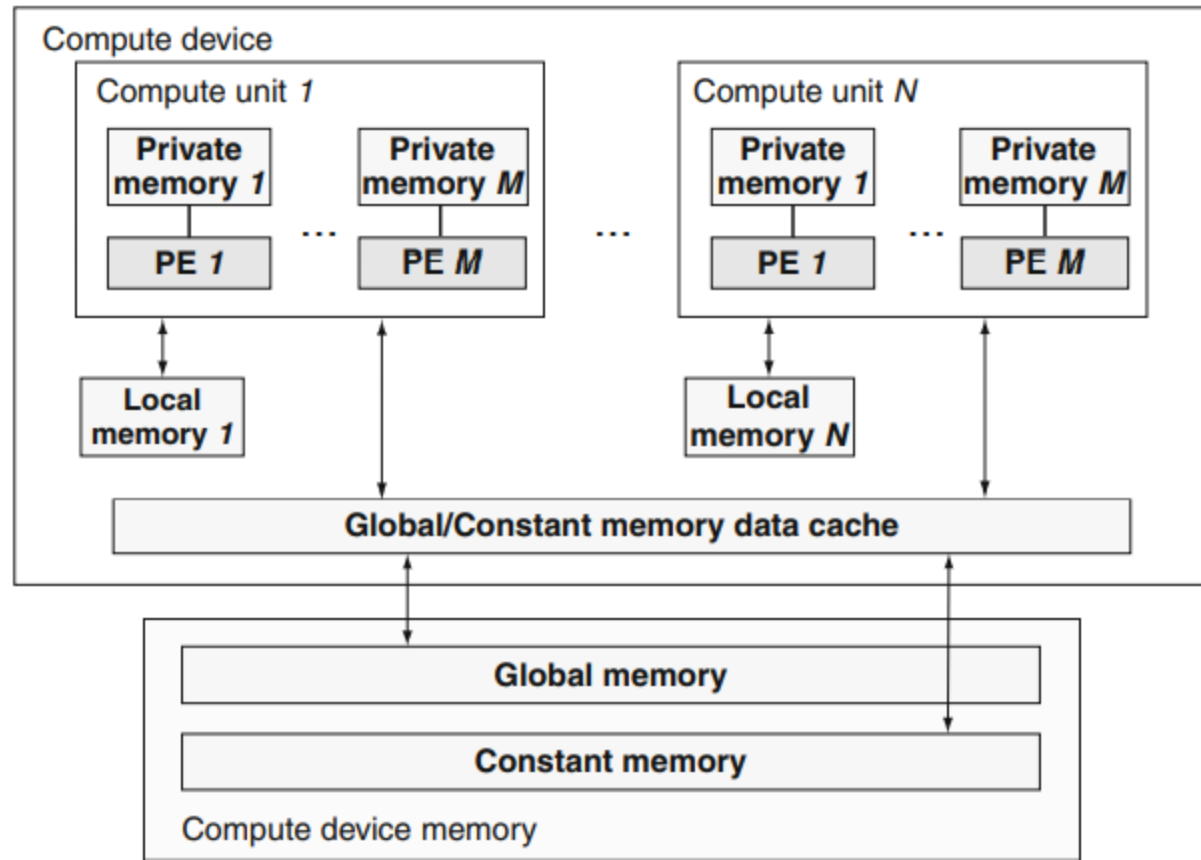 Compute device
Compute unit 1
Compute unit N
Private
memory 1
Private
memory M
Private
memory 1
Private
memory M
...
...
...
PE 1
PE M
PE 1
PE M
Local
memory 1
Local
memory N
Global/Constant memory data cache
Global memory
Constant memory
Compute device memory